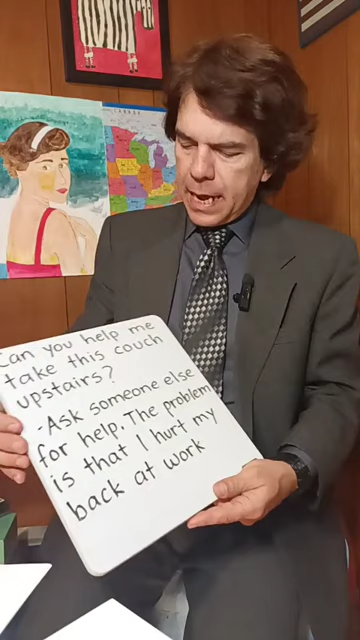 Can you help me
take this couch
upstairs?
-Ask someone else
for help. The problem
is that I hurt my
back at work